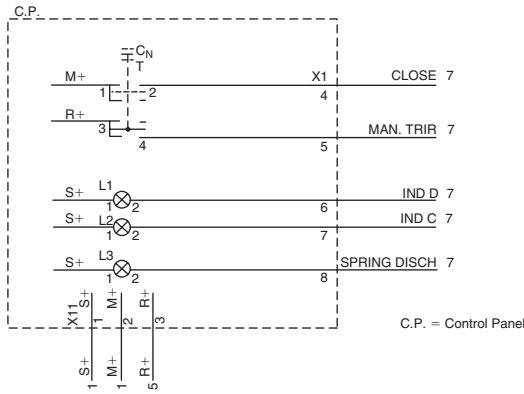 C.P.
C N
T
M+ X1 CLOSE 7
1 2 4
R+
3 MAN. TRIR 7
4 5
S+ L1 IND D 7
1 2 6
S+ L2 IND C 7
1 2 7
S+ L3 SPRING DISCH 7
1 2 8
S+ M+ R+
X11 1 2 3
C.P. = Control Panel
S+ M+ R+
1 1 5